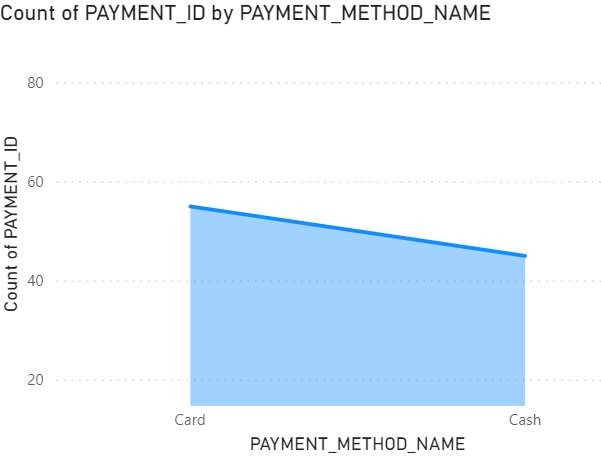 Count of PAYMENT_ID by PAYMENT_METHOD_NAME
80
60
40
20
Count of PAYMENT_ID
Card
Cash
PAYMENT_METHOD_NAME